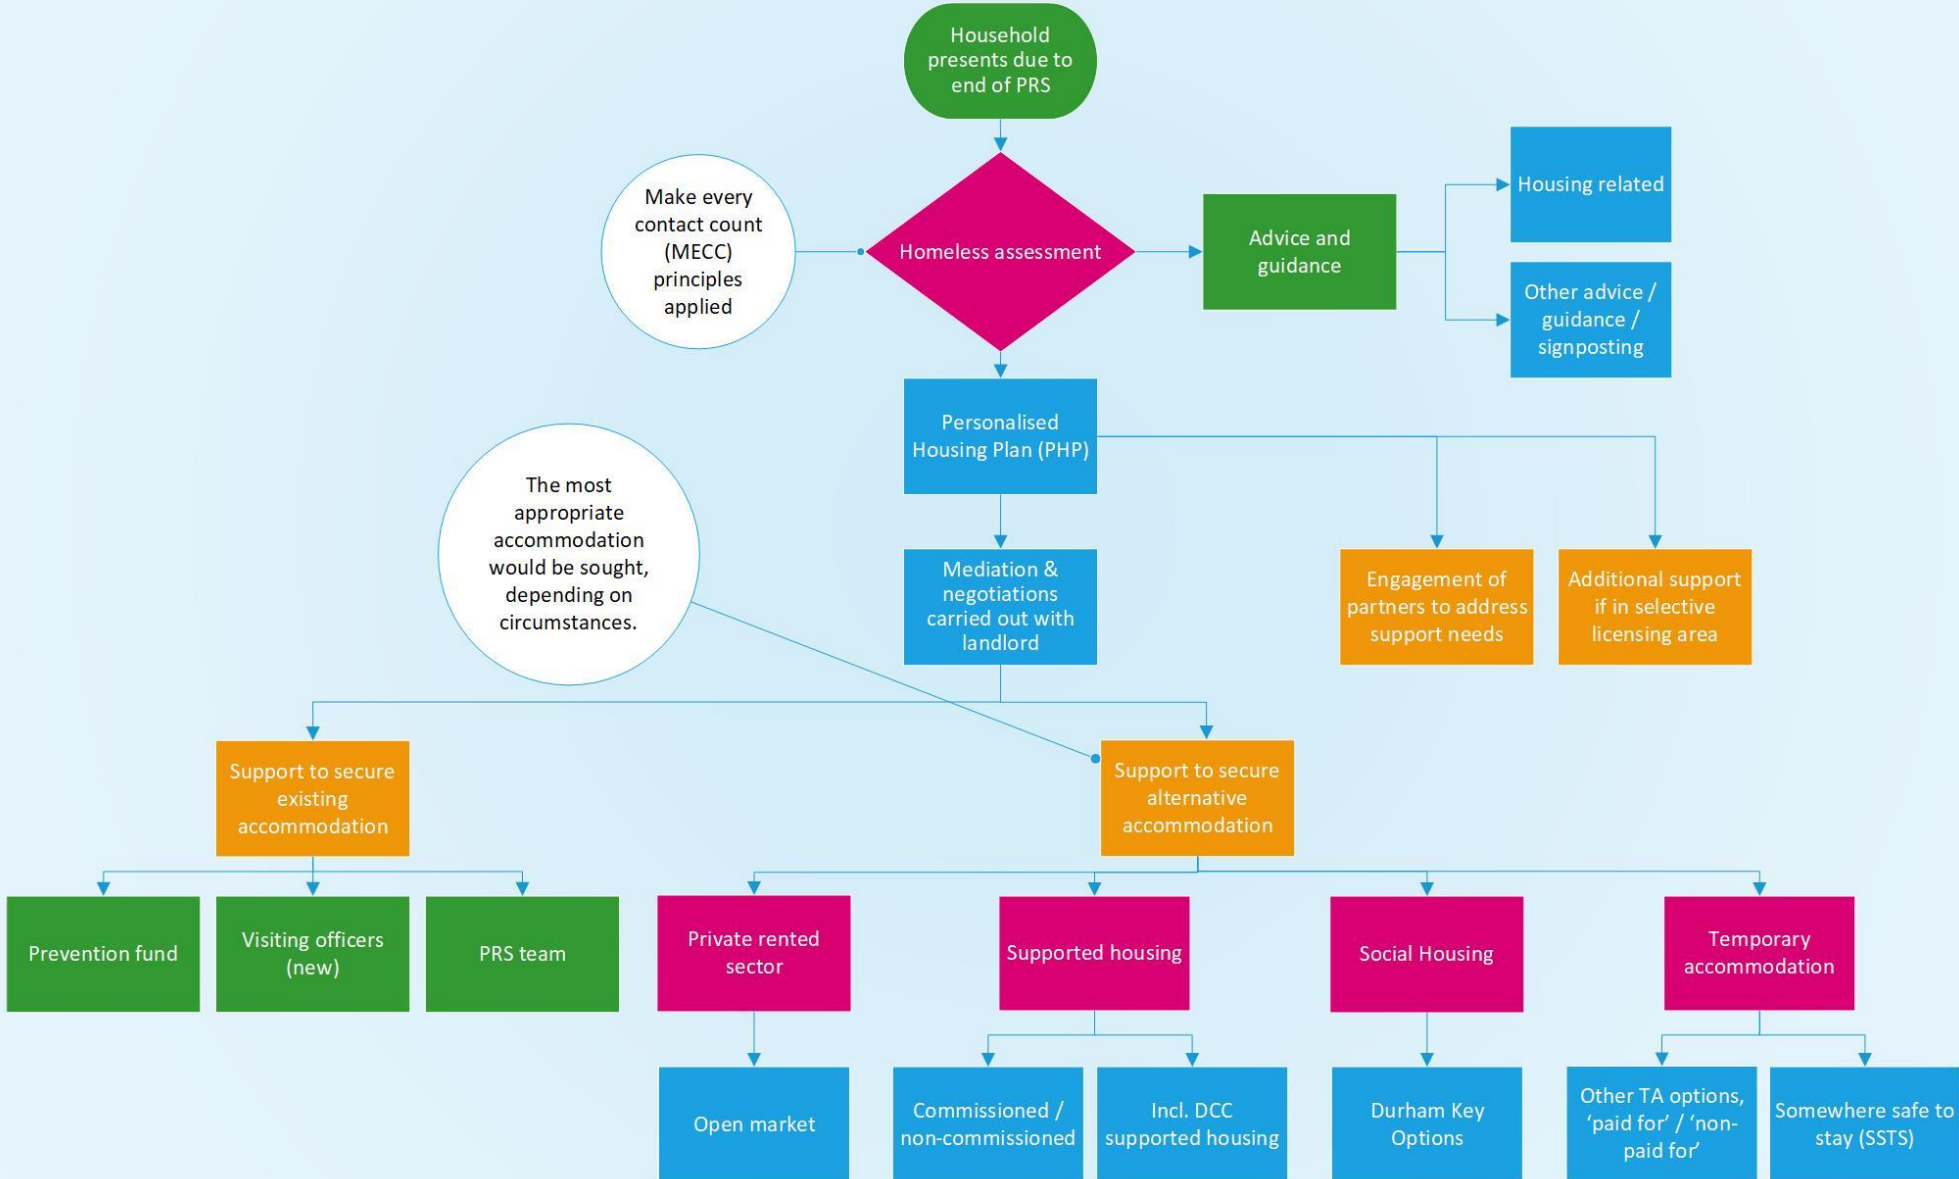 Household
presents due to
end of PRS
Make every
contact count
(MECC)
principles
applied
Homeless assessment
Advice and
guidance
Housing related
Other advice /
guidance /
signposting
Personalised
Housing Plan (PHP)
The most
appropriate
accommodation
would be sought,
depending on
circumstances.
Mediation &
negotiations
carried out with
landlord
Engagement of
partners to address
support needs
Additional support
if in selective
licensing area
Support to secure
existing
accommodation
Support to secure
alternative
accommodation
Prevention fund
Visiting officers
(new)
PRS team
Private rented
sector
Supported housing
Social Housing
Temporary
accommodation
Open market
Commissioned /
non-commissioned
Incl. DCC
supported housing
Durham Key
Options
Other TA options,
‘paid for’ / ‘non-
paid for’
Somewhere safe to
stay (SSTS)